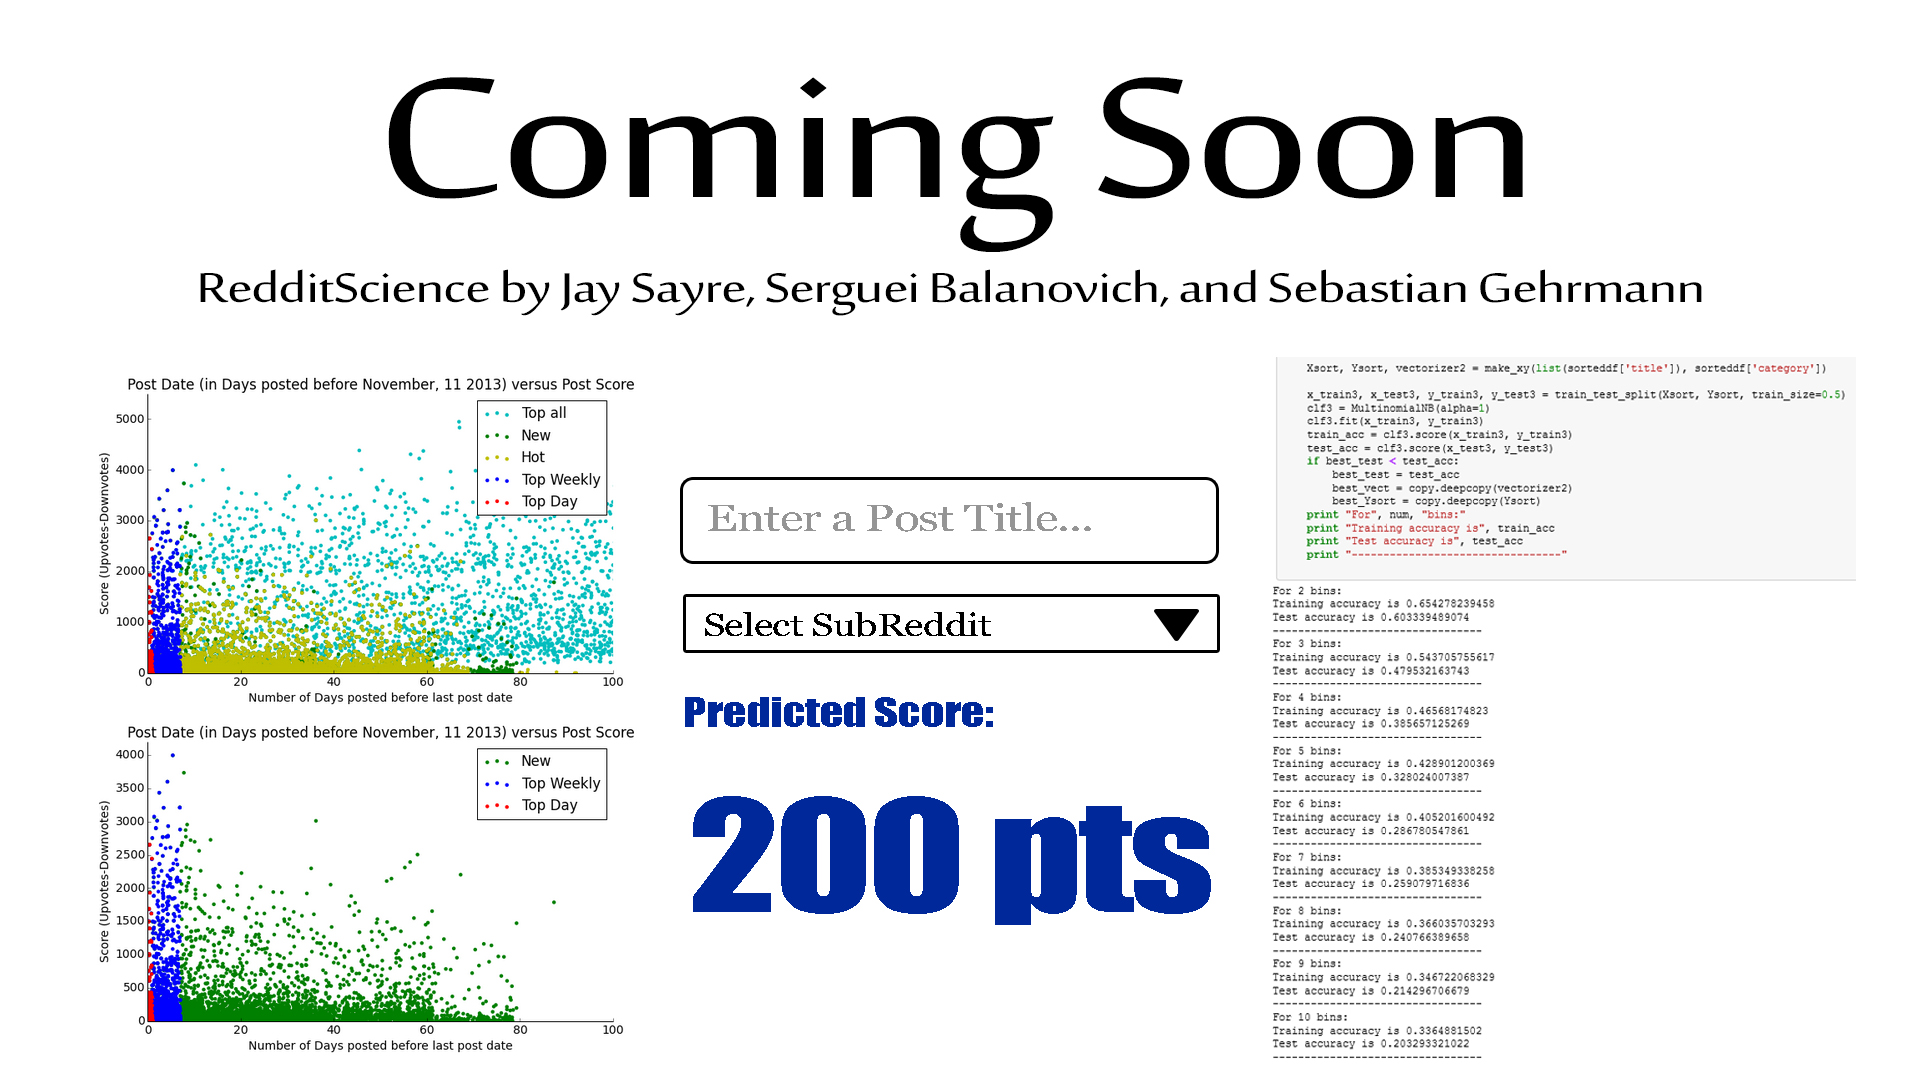 Coming Soon
RedditScience by Jay Sayre, Serguei Balanovich, and Sebastian Gehrmann
Post Date (in Days posted before November, 11 2013) versus Post Score
Top all
New
Hot
Top Weekly
Top Day
Score (Upvotes-Downvotes)
5000
4000
3000
2000
1000
0
0 20 40 60 80 100
Number of Days posted before last post date
Post Date (in Days posted before November, 11 2013) versus Post Score
New
Top Weekly
Top Day
Score (Upvotes-Downvotes)
4000
3500
3000
2500
2000
1500
1000
500
0
0 20 40 60 80 100
Number of Days posted before last post date
Enter a Post Title...
Select SubReddit
Predicted Score:
200 pts
Xsort, Ysort, vectorizer2 = make_xy(list(sorteddf['title']), sorteddf['category'])
x_train3, x_test3, y_train3, y_test3 = train_test_split(Xsort, Ysort, train_size=0.5)
clf3 = MultinomialNB(alpha=1)
clf3.fit(x_train3, y_train3)
train_acc = clf3.score(x_train3, y_train3)
test_acc = clf3.score(x_test3, y_test3)
if best_test < test_acc:
    best_test = test_acc
    best_vect = copy.deepcopy(vectorizer2)
    best_Ysort = copy.deepcopy(Ysort)
print "For", num, "bins:"
print "Training accuracy is", train_acc
print "Test accuracy is", test_acc
print "--------------------------------"
For 2 bins:
Training accuracy is 0.654278239458
Test accuracy is 0.603339489074
--------------------------------
For 3 bins:
Training accuracy is 0.543705755617
Test accuracy is 0.479532163743
--------------------------------
For 4 bins:
Training accuracy is 0.46568174823
Test accuracy is 0.385657125269
--------------------------------
For 5 bins:
Training accuracy is 0.428901200369
Test accuracy is 0.328024007387
--------------------------------
For 6 bins:
Training accuracy is 0.405201600492
Test accuracy is 0.286780547861
--------------------------------
For 7 bins:
Training accuracy is 0.385349338258
Test accuracy is 0.259079716836
--------------------------------
For 8 bins:
Training accuracy is 0.366035703293
Test accuracy is 0.240766389658
--------------------------------
For 9 bins:
Training accuracy is 0.346722068329
Test accuracy is 0.214296706679
--------------------------------
For 10 bins:
Training accuracy is 0.3364881502
Test accuracy is 0.203293321022
--------------------------------